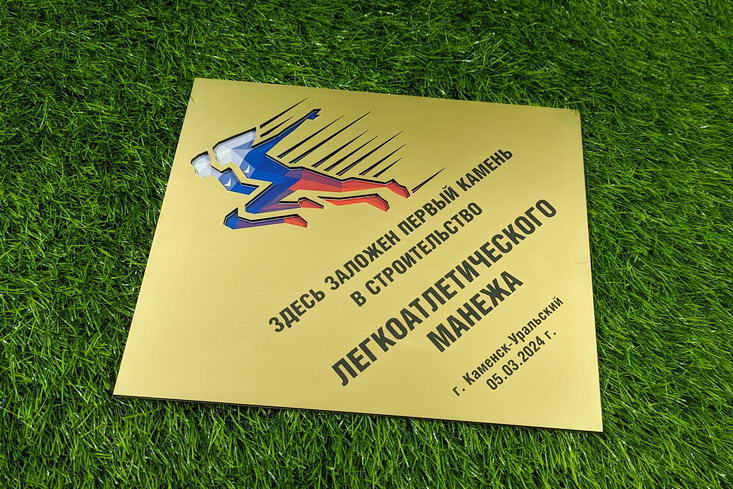 ЗДЕСЬ ЗАЛОЖЕН ПЕРВЫЙ КАМЕНЬ
В СТРОИТЕЛЬСТВО
ЛЕГКОАТЛЕТИЧЕСКОГО
МАНЕЖА
г. Каменск-Уральский
05.03.2024 г.